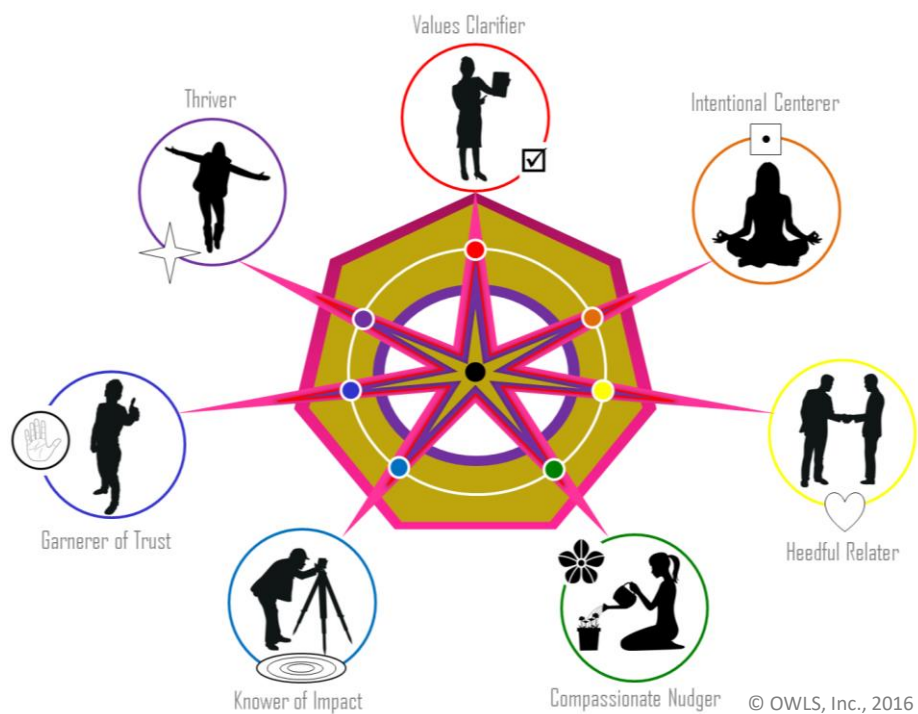 Values Clarifier
Thriver
Intentional Centerer
Garnerer of Trust
Heedful Relater
Knower of Impact
Compassionate Nudger
© OWLS, Inc., 2016